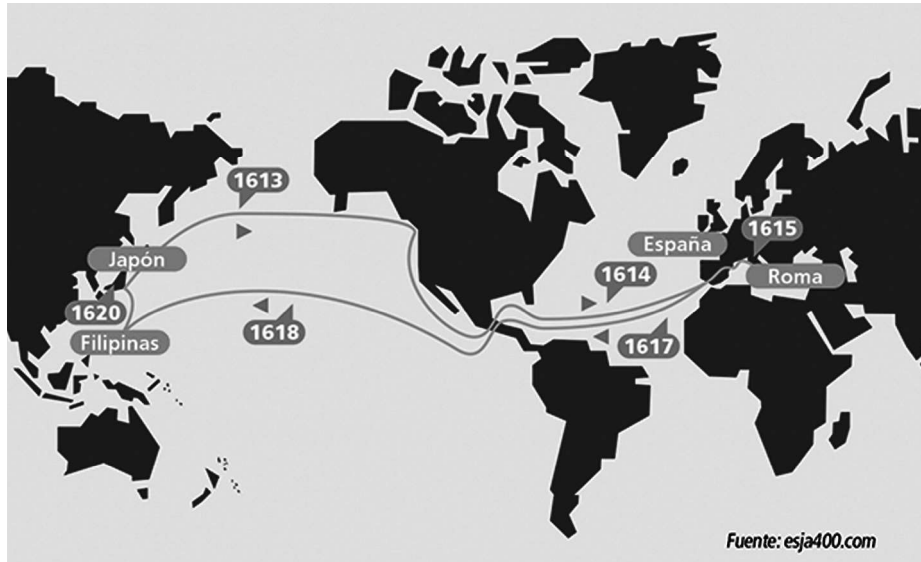 1613
España
1615
Japón
1614
Roma
1620
1618
1617
Filipinas
Fuente: esja400.com